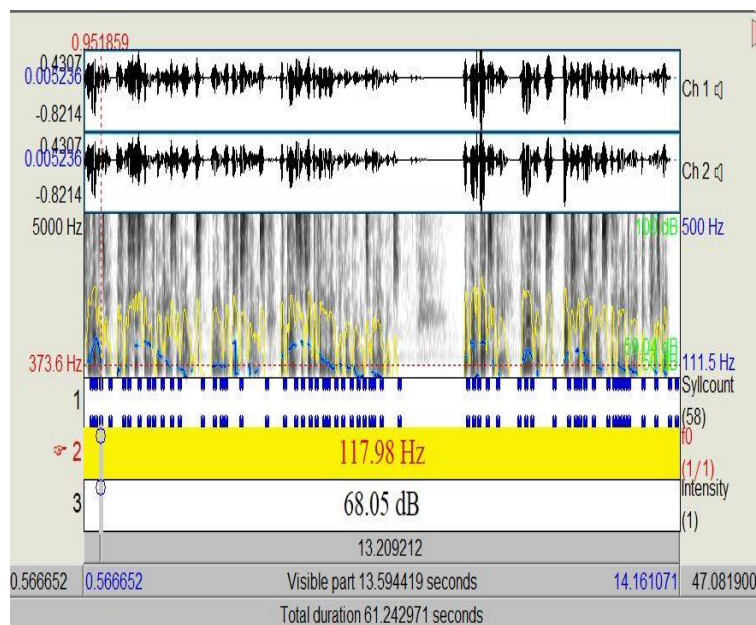 0.951859
0.4307
0.005236
-0.8214
Ch 1
0.4307
0.005236
-0.8214
Ch 2
5000 Hz
100 dB
500 Hz
373.6 Hz
111.5 Hz
1
Syllcount
(58)
2
117.98 Hz
f0
(1/1)
3
68.05 dB
Intensity
(1)
13.209212
0.566652
0.566652
Visible part 13.594419 seconds
14.161071
47.081900
Total duration 61.242971 seconds